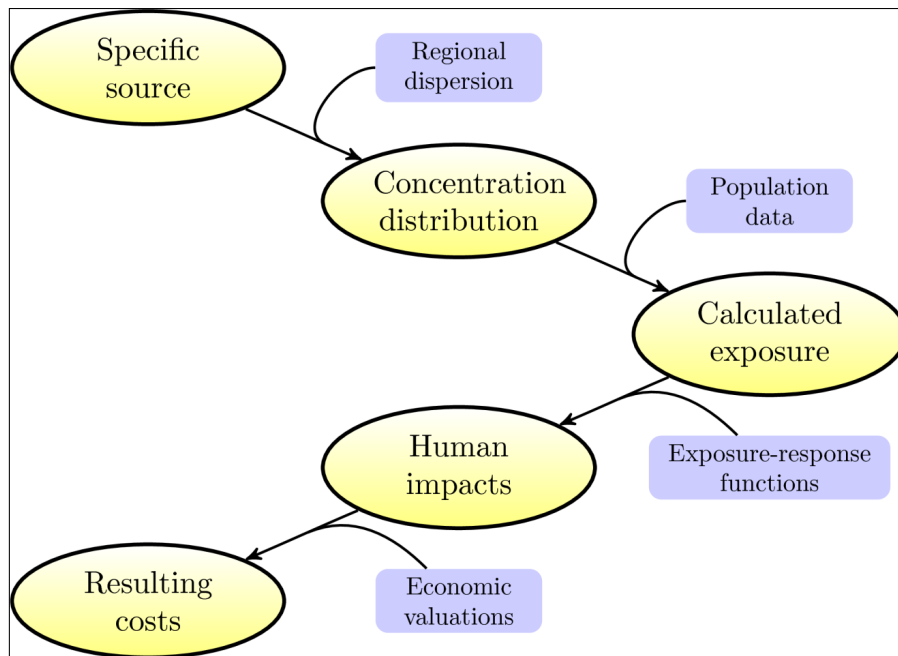 Specific
source
Regional
dispersion
Concentration
distribution
Population
data
Calculated
exposure
Human
impacts
Exposure-response
functions
Resulting
costs
Economic
valuations